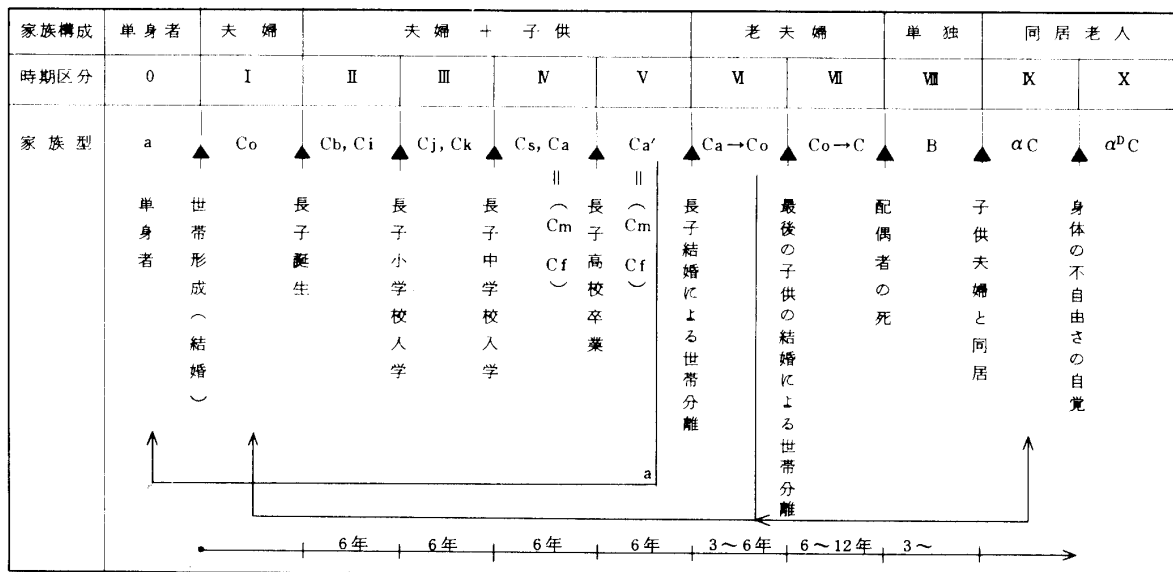 家族構成 単身者 夫婦 夫婦＋子供 老夫婦 単独 同居老人
時期区分 0 Ⅰ Ⅱ Ⅲ Ⅳ Ⅴ Ⅵ Ⅶ Ⅷ Ⅸ Ⅹ
家族型 a Co Cb, Ci Cj, Ck Cs, Ca Ca′ Ca→Co Co→C B αC αᴰC
単身者
世帯形成（結婚）
長子誕生
長子小学校入学
長子中学校入学
＝（Cm Cf）
長子高校卒業
＝（Cm Cf）
長子結婚による世帯分離
最後の子供の結婚による世帯分離
配偶者の死
子供夫婦と同居
身体の不自由さの自覚
a
6年 6年 6年 6年 3～6年 6～12年 3～